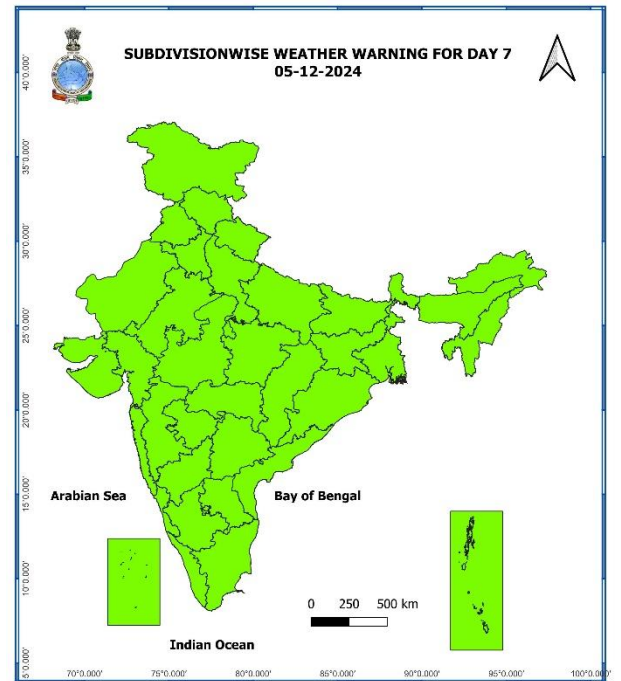 SUBDIVISIONWISE WEATHER WARNING FOR DAY 7
05-12-2024
40°0.000'
35°0.000'
30°0.000'
25°0.000'
20°0.000'
15°0.000'
10°0.000'
5°0.000'
Arabian Sea
Bay of Bengal
0 250 500 km
Indian Ocean
70°0.000' 75°0.000' 80°0.000' 85°0.000' 90°0.000' 95°0.000' 100°0.000'